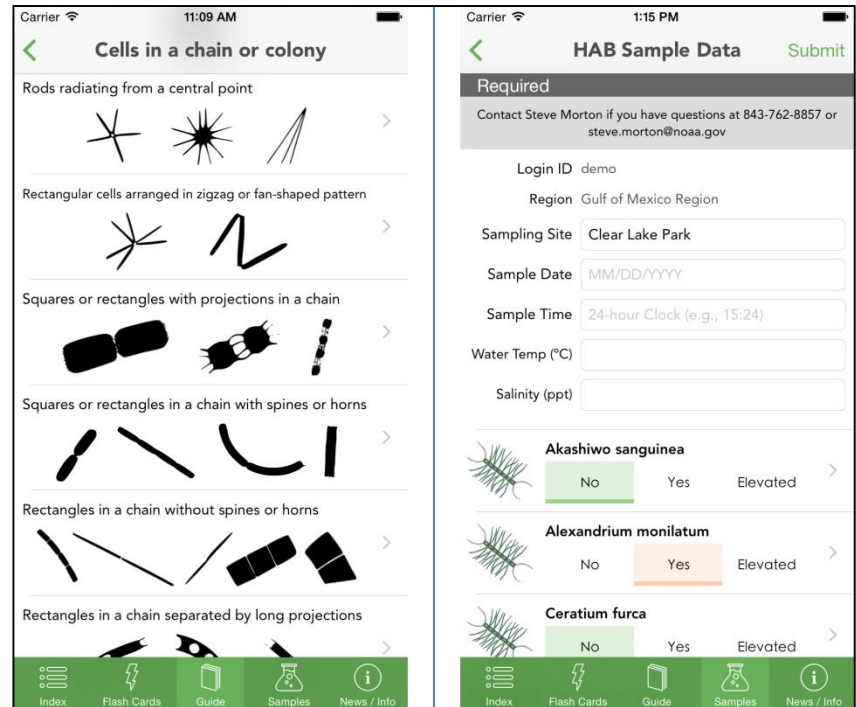 Carrier 11:09 AM
Cells in a chain or colony
Rods radiating from a central point
Rectangular cells arranged in zigzag or fan-shaped pattern
Squares or rectangles with projections in a chain
Squares or rectangles in a chain with spines or horns
Rectangles in a chain without spines or horns
Rectangles in a chain separated by long projections
Index Flash Cards Guide Samples News / Info
Carrier 1:15 PM
HAB Sample Data Submit
Required
Contact Steve Morton if you have questions at 843-762-8857 or
steve.morton@noaa.gov
Login ID demo
Region Gulf of Mexico Region
Sampling Site Clear Lake Park
Sample Date MM/DD/YYYY
Sample Time 24-hour Clock (e.g., 15:24)
Water Temp (ºC)
Salinity (ppt)
Akashiwo sanguinea
No Yes Elevated
Alexandrium monilatum
No Yes Elevated
Ceratium furca
No Yes Elevated
Index Flash Cards Guide Samples News / Info